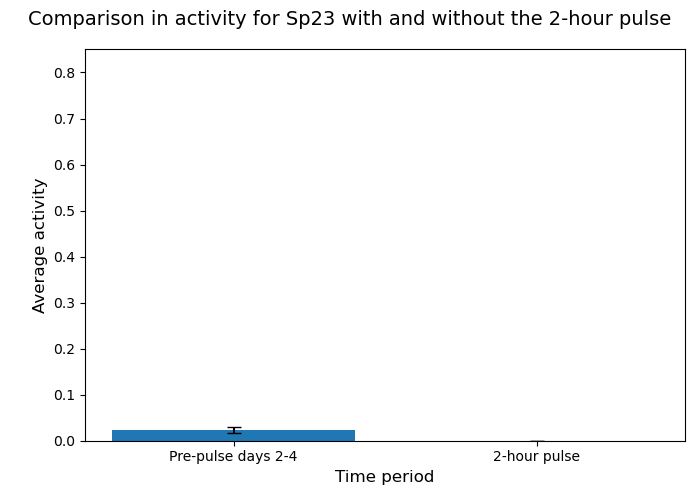 Comparison in activity for Sp23 with and without the 2-hour pulse
Average activity
0.8
0.7
0.6
0.5
0.4
0.3
0.2
0.1
0.0
Pre-pulse days 2-4
2-hour pulse
Time period